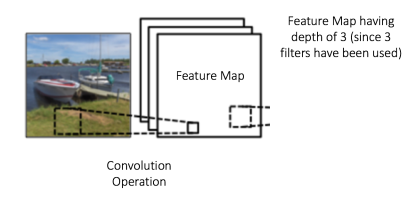 Feature Map having
depth of 3 (since 3
filters have been used)
Feature Map
Convolution
Operation